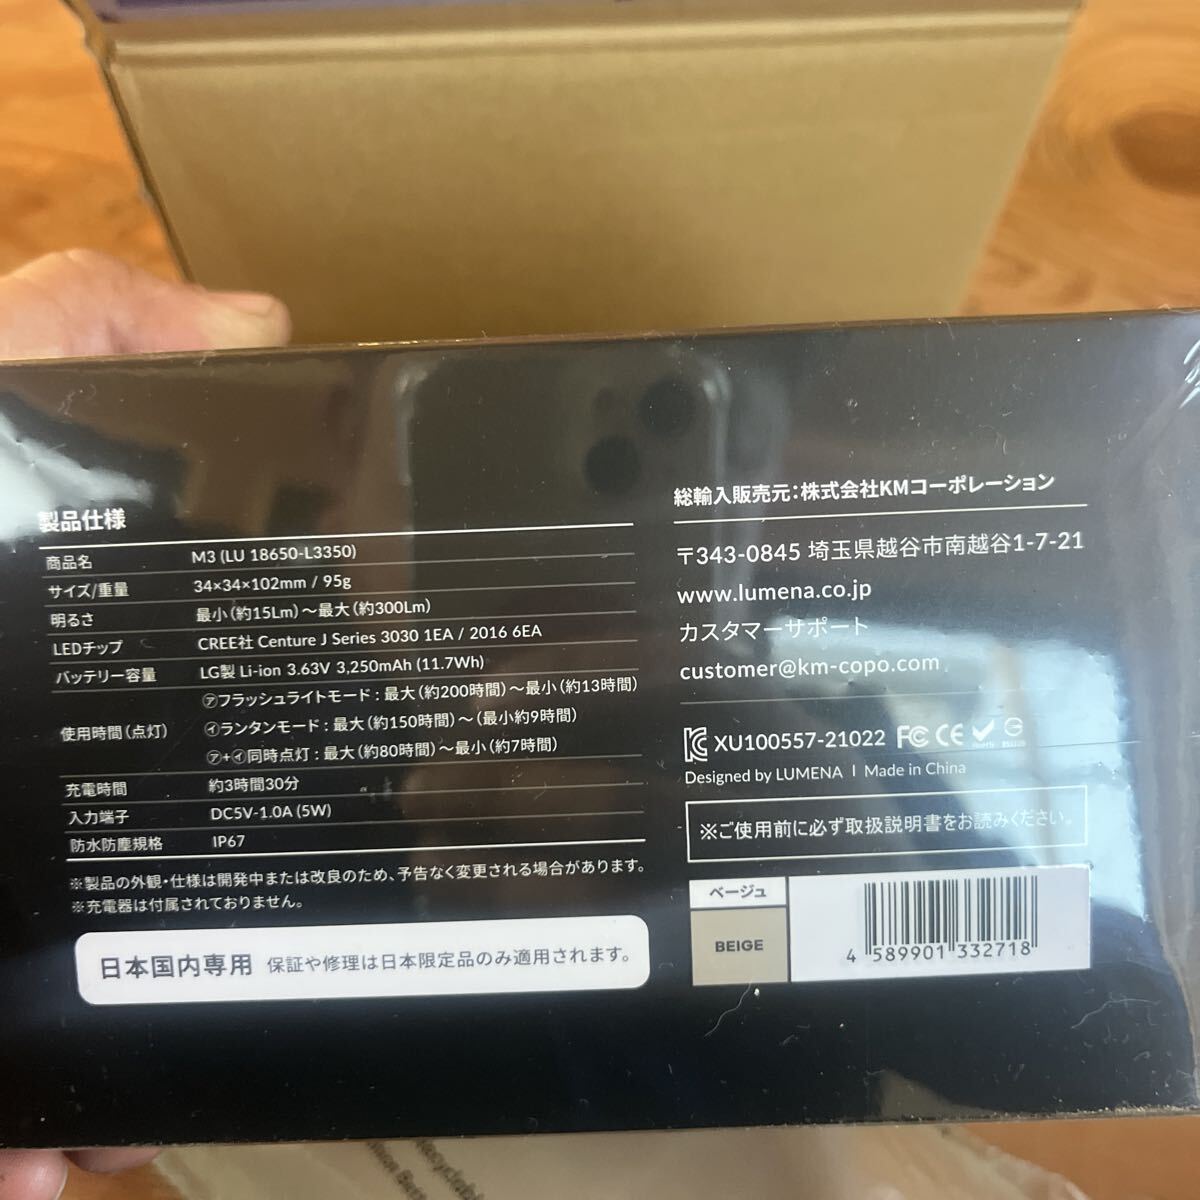 製品仕様
商品名 M3 (LU 18650-L3350)
サイズ/重量 34×34×102mm / 95g
明るさ 最小(約15Lm)～最大(約300Lm)
LEDチップ CREE社 Centure J Series 3030 1EA / 2016 6EA
バッテリー容量 LG製 Li-ion 3.63V 3,250mAh (11.7Wh)
使用時間(点灯) ㋐フラッシュライトモード：最大(約200時間)～最小(約13時間)
㋑ランタンモード：最大(約150時間)～(最小約9時間)
㋐+㋑同時点灯：最大(約80時間)～最小(約7時間)
充電時間 約3時間30分
入力端子 DC5V-1.0A (5W)
防水防塵規格 IP67
※製品の外観・仕様は開発中または改良のため、予告なく変更される場合があります。
※充電器は付属されておりません。
日本国内専用 保証や修理は日本限定品のみ適用されます。
総輸入販売元：株式会社KMコーポレーション
〒343-0845 埼玉県越谷市南越谷1-7-21
www.lumena.co.jp
カスタマーサポート
customer@km-copo.com
XU100557-21022 FC CE RoHS
Designed by LUMENA | Made in China
※ご使用前に必ず取扱説明書をお読みください。
ベージュ
BEIGE
4 589901 332718